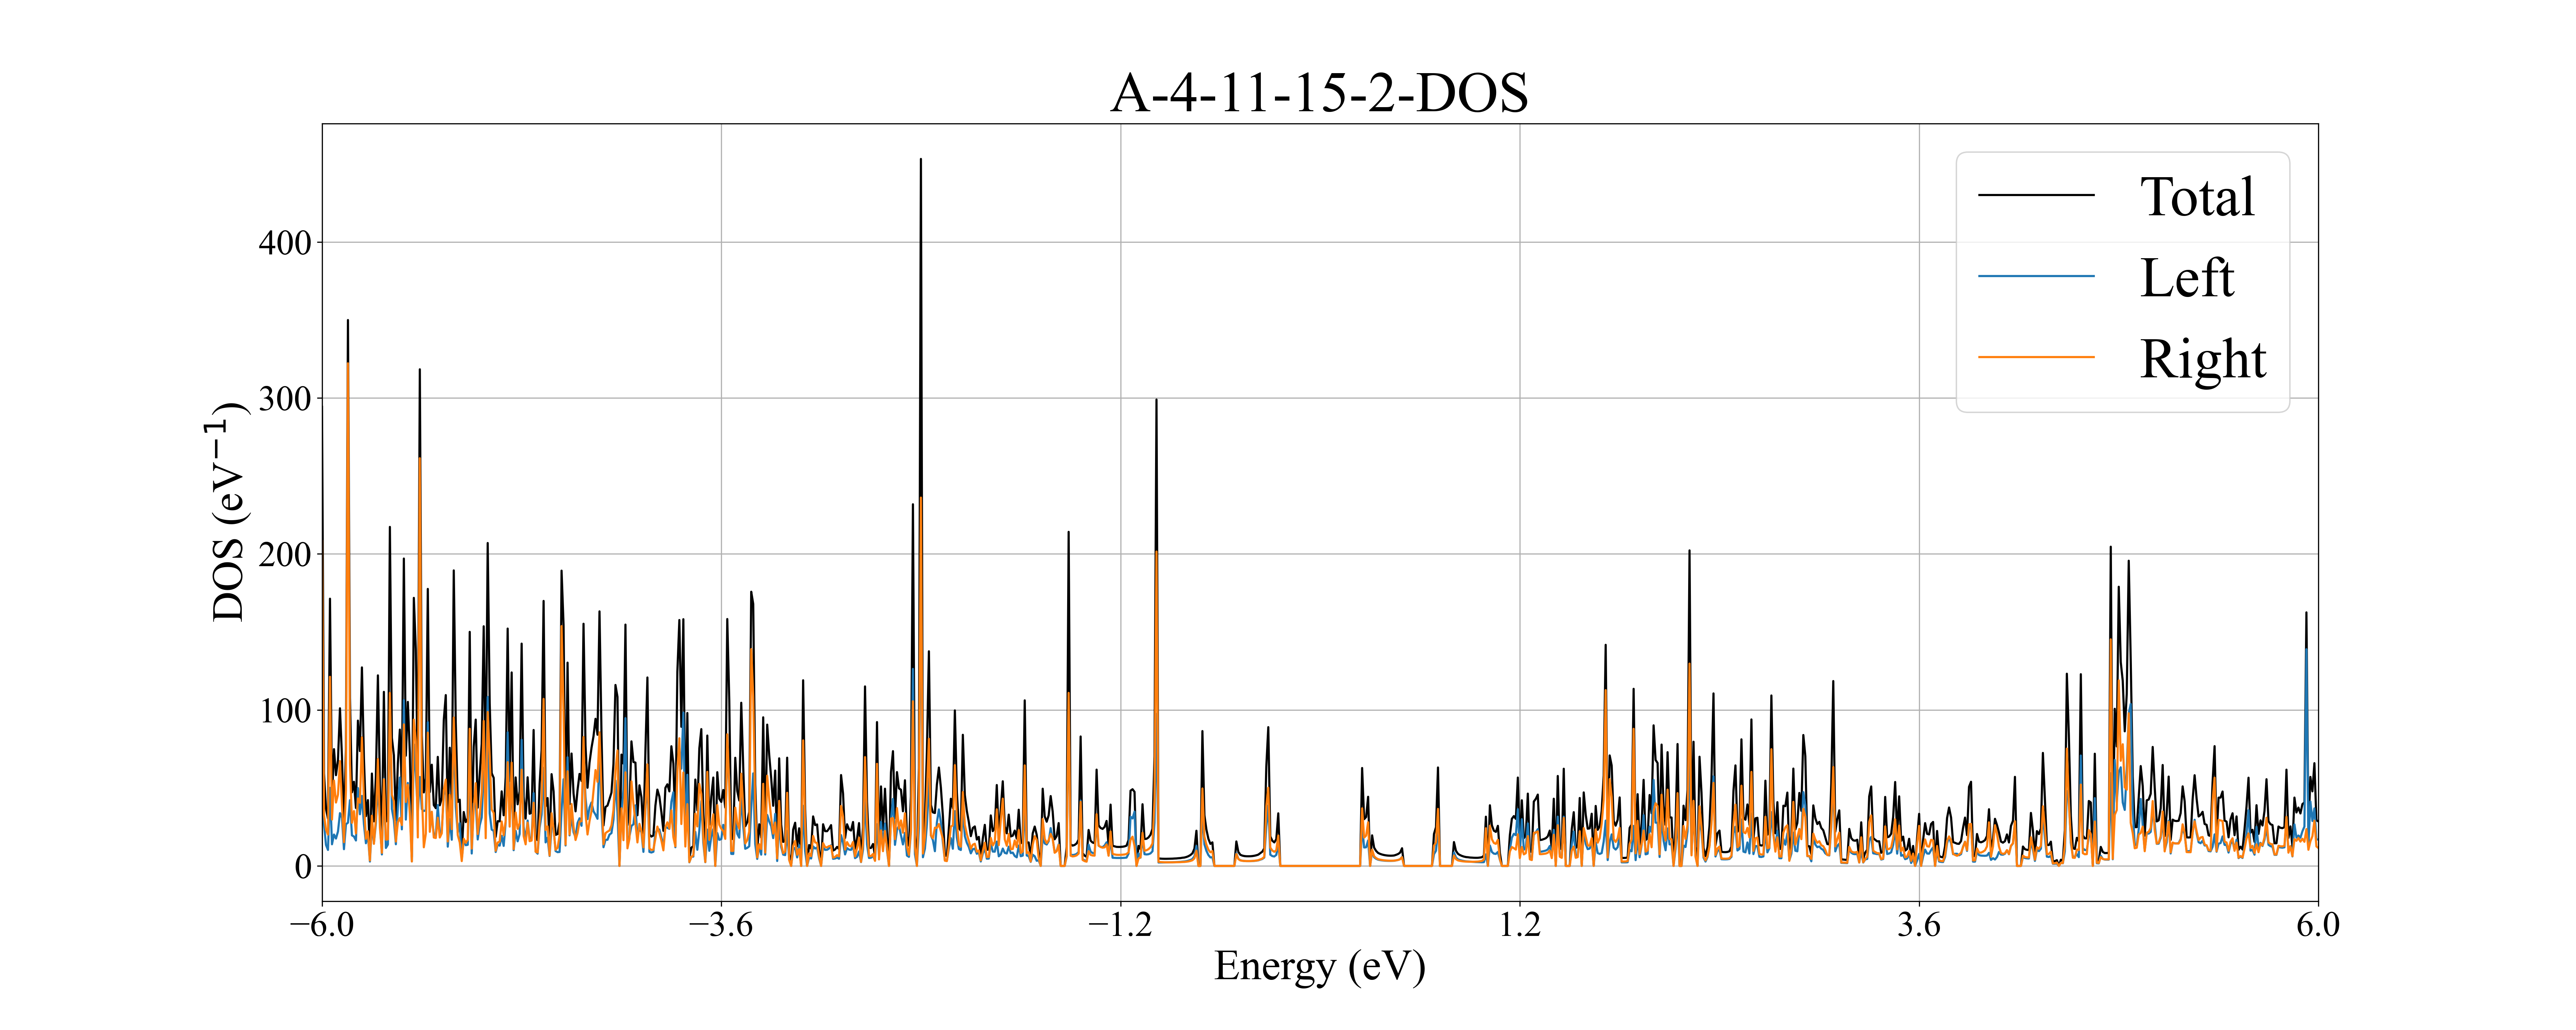 A-4-11-15-2-DOS
Total
Left
Right
DOS (eV⁻¹)
400
300
200
100
0
−6.0 −3.6 −1.2 1.2 3.6 6.0
Energy (eV)